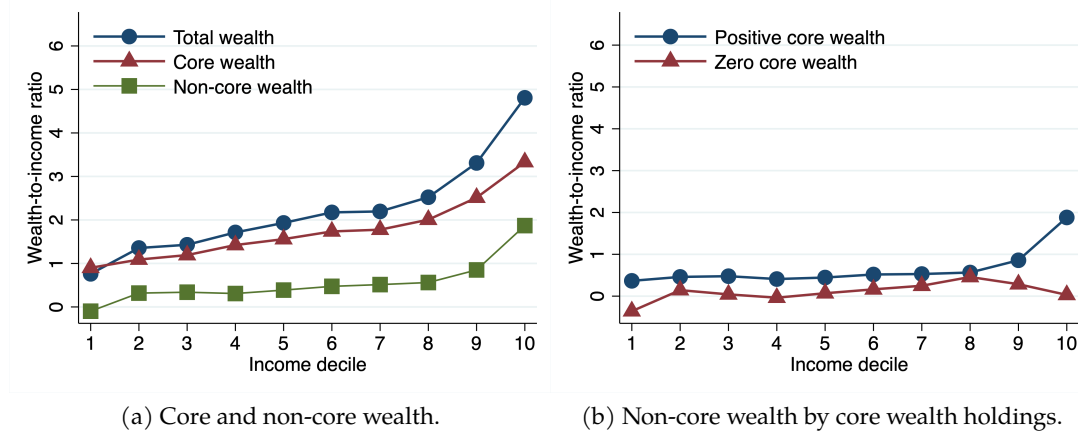 Wealth-to-income ratio
6
5
4
3
2
1
0
Total wealth
Core wealth
Non-core wealth
1 2 3 4 5 6 7 8 9 10
Income decile
(a) Core and non-core wealth.
Wealth-to-income ratio
6
5
4
3
2
1
0
Positive core wealth
Zero core wealth
1 2 3 4 5 6 7 8 9 10
Income decile
(b) Non-core wealth by core wealth holdings.